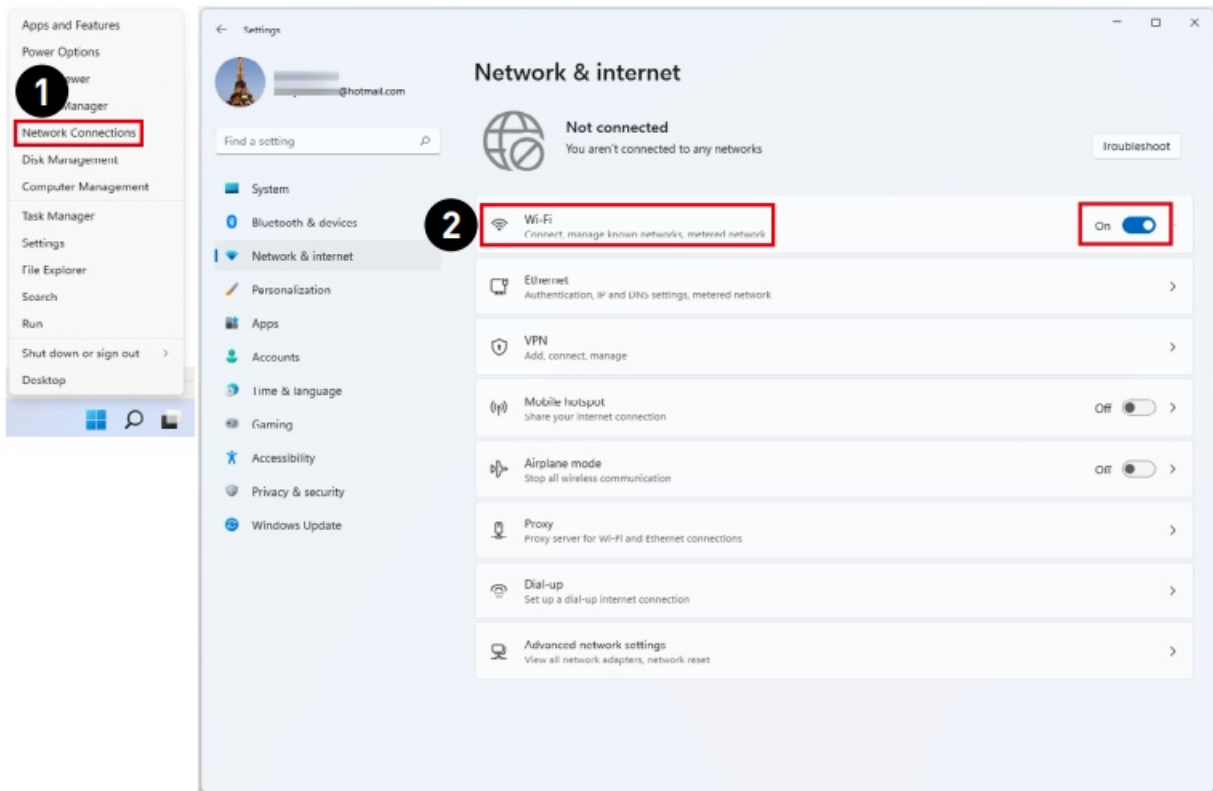 Apps and Features
Power Options
ewer
1
Manager
Network Connections
Disk Management
Computer Management
Task Manager
Settings
File Explorer
Search
Run
Shut down or sign out
Desktop
Settings
@hotmail.com
Find a setting
System
Bluetooth & devices
Network & internet
Personalization
Apps
Accounts
Time & language
Gaming
Accessibility
Privacy & security
Windows Update
Network & internet
Not connected
You aren't connected to any networks
Troubleshoot
2
Wi-Fi
Connect, manage known networks, metered network
On
Ethernet
Authentication, IP and DNS settings, metered network
VPN
Add, connect, manage
Mobile hotspot
Share your internet connection
Off
Airplane mode
Stop all wireless communication
Off
Proxy
Proxy server for Wi-Fi and Ethernet connections
Dial-up
Set up a dial-up internet connection
Advanced network settings
View all network adapters, network reset